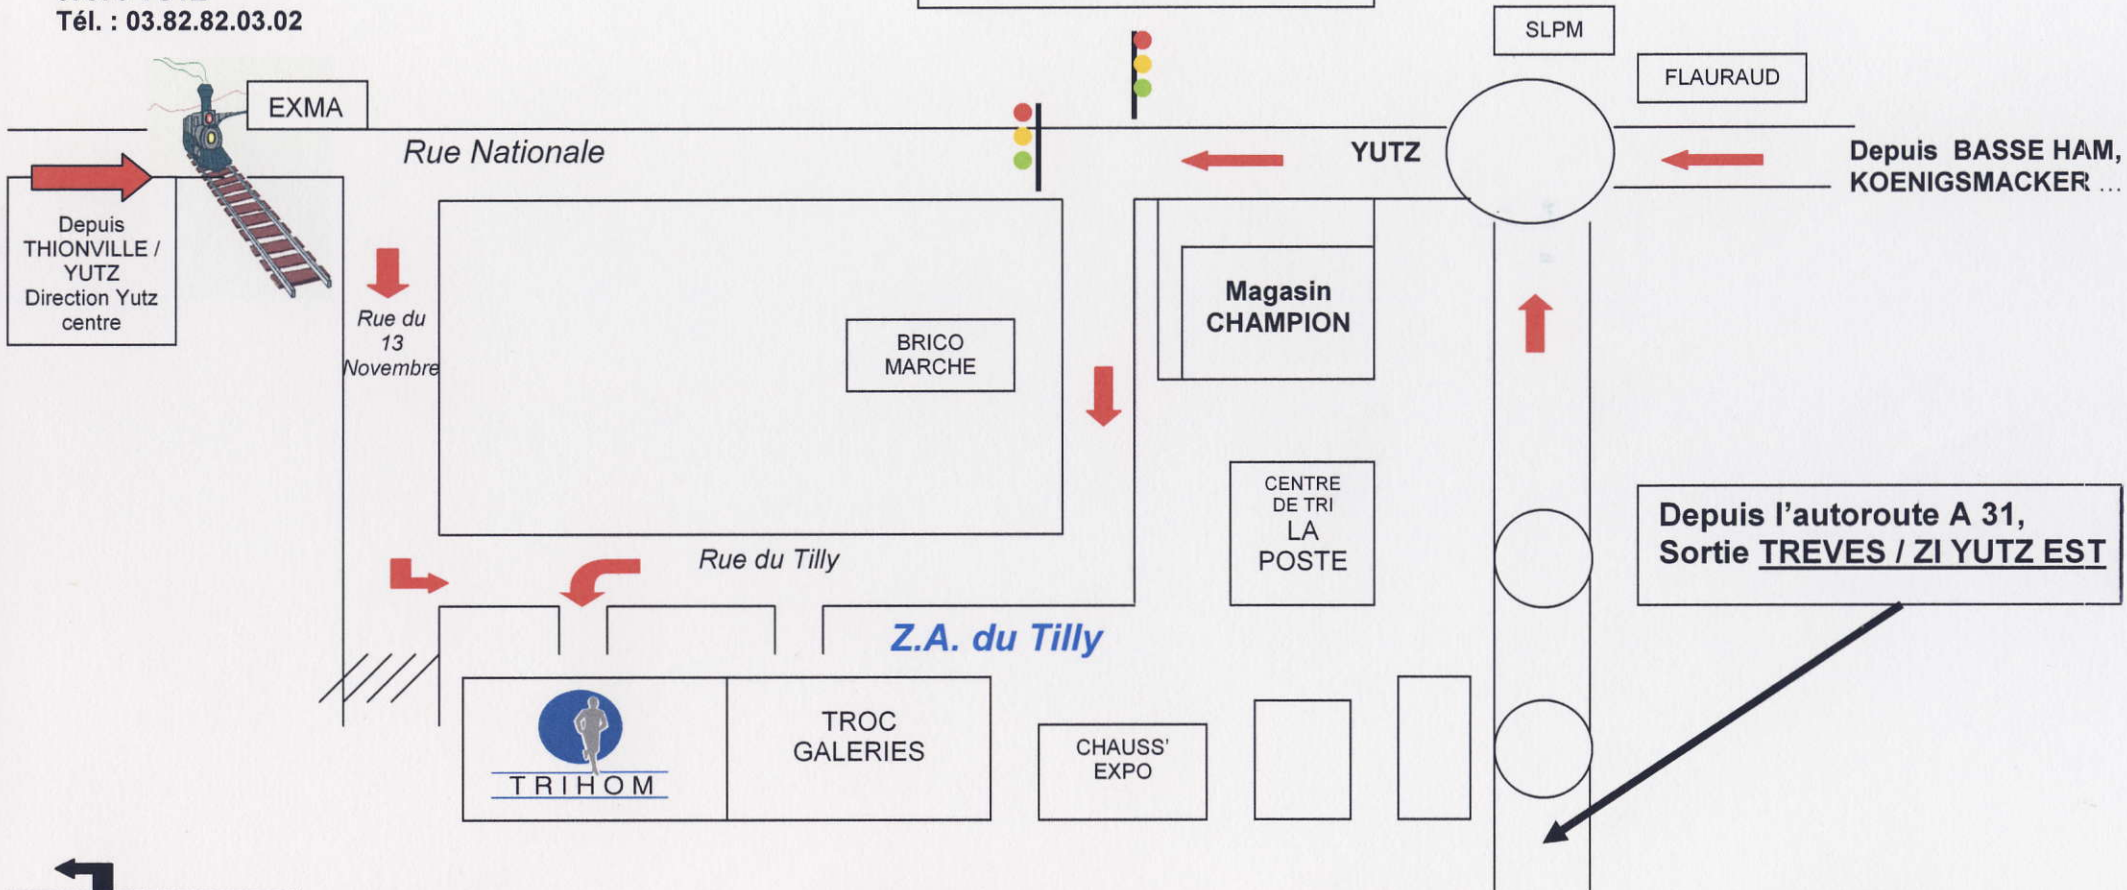 Tél. : 03.82.82.03.02
SLPM
FLAURAUD
EXMA
Rue Nationale
YUTZ
Depuis BASSE HAM,
KOENIGSMACKER ...
Depuis
THIONVILLE /
YUTZ
Direction Yutz
centre
Rue du
13
Novembre
BRICO
MARCHE
Magasin
CHAMPION
CENTRE
DE TRI
LA
POSTE
Depuis l'autoroute A 31,
Sortie TREVES / ZI YUTZ EST
Rue du Tilly
Z.A. du Tilly
TRIHOM
TROC
GALERIES
CHAUSS'
EXPO